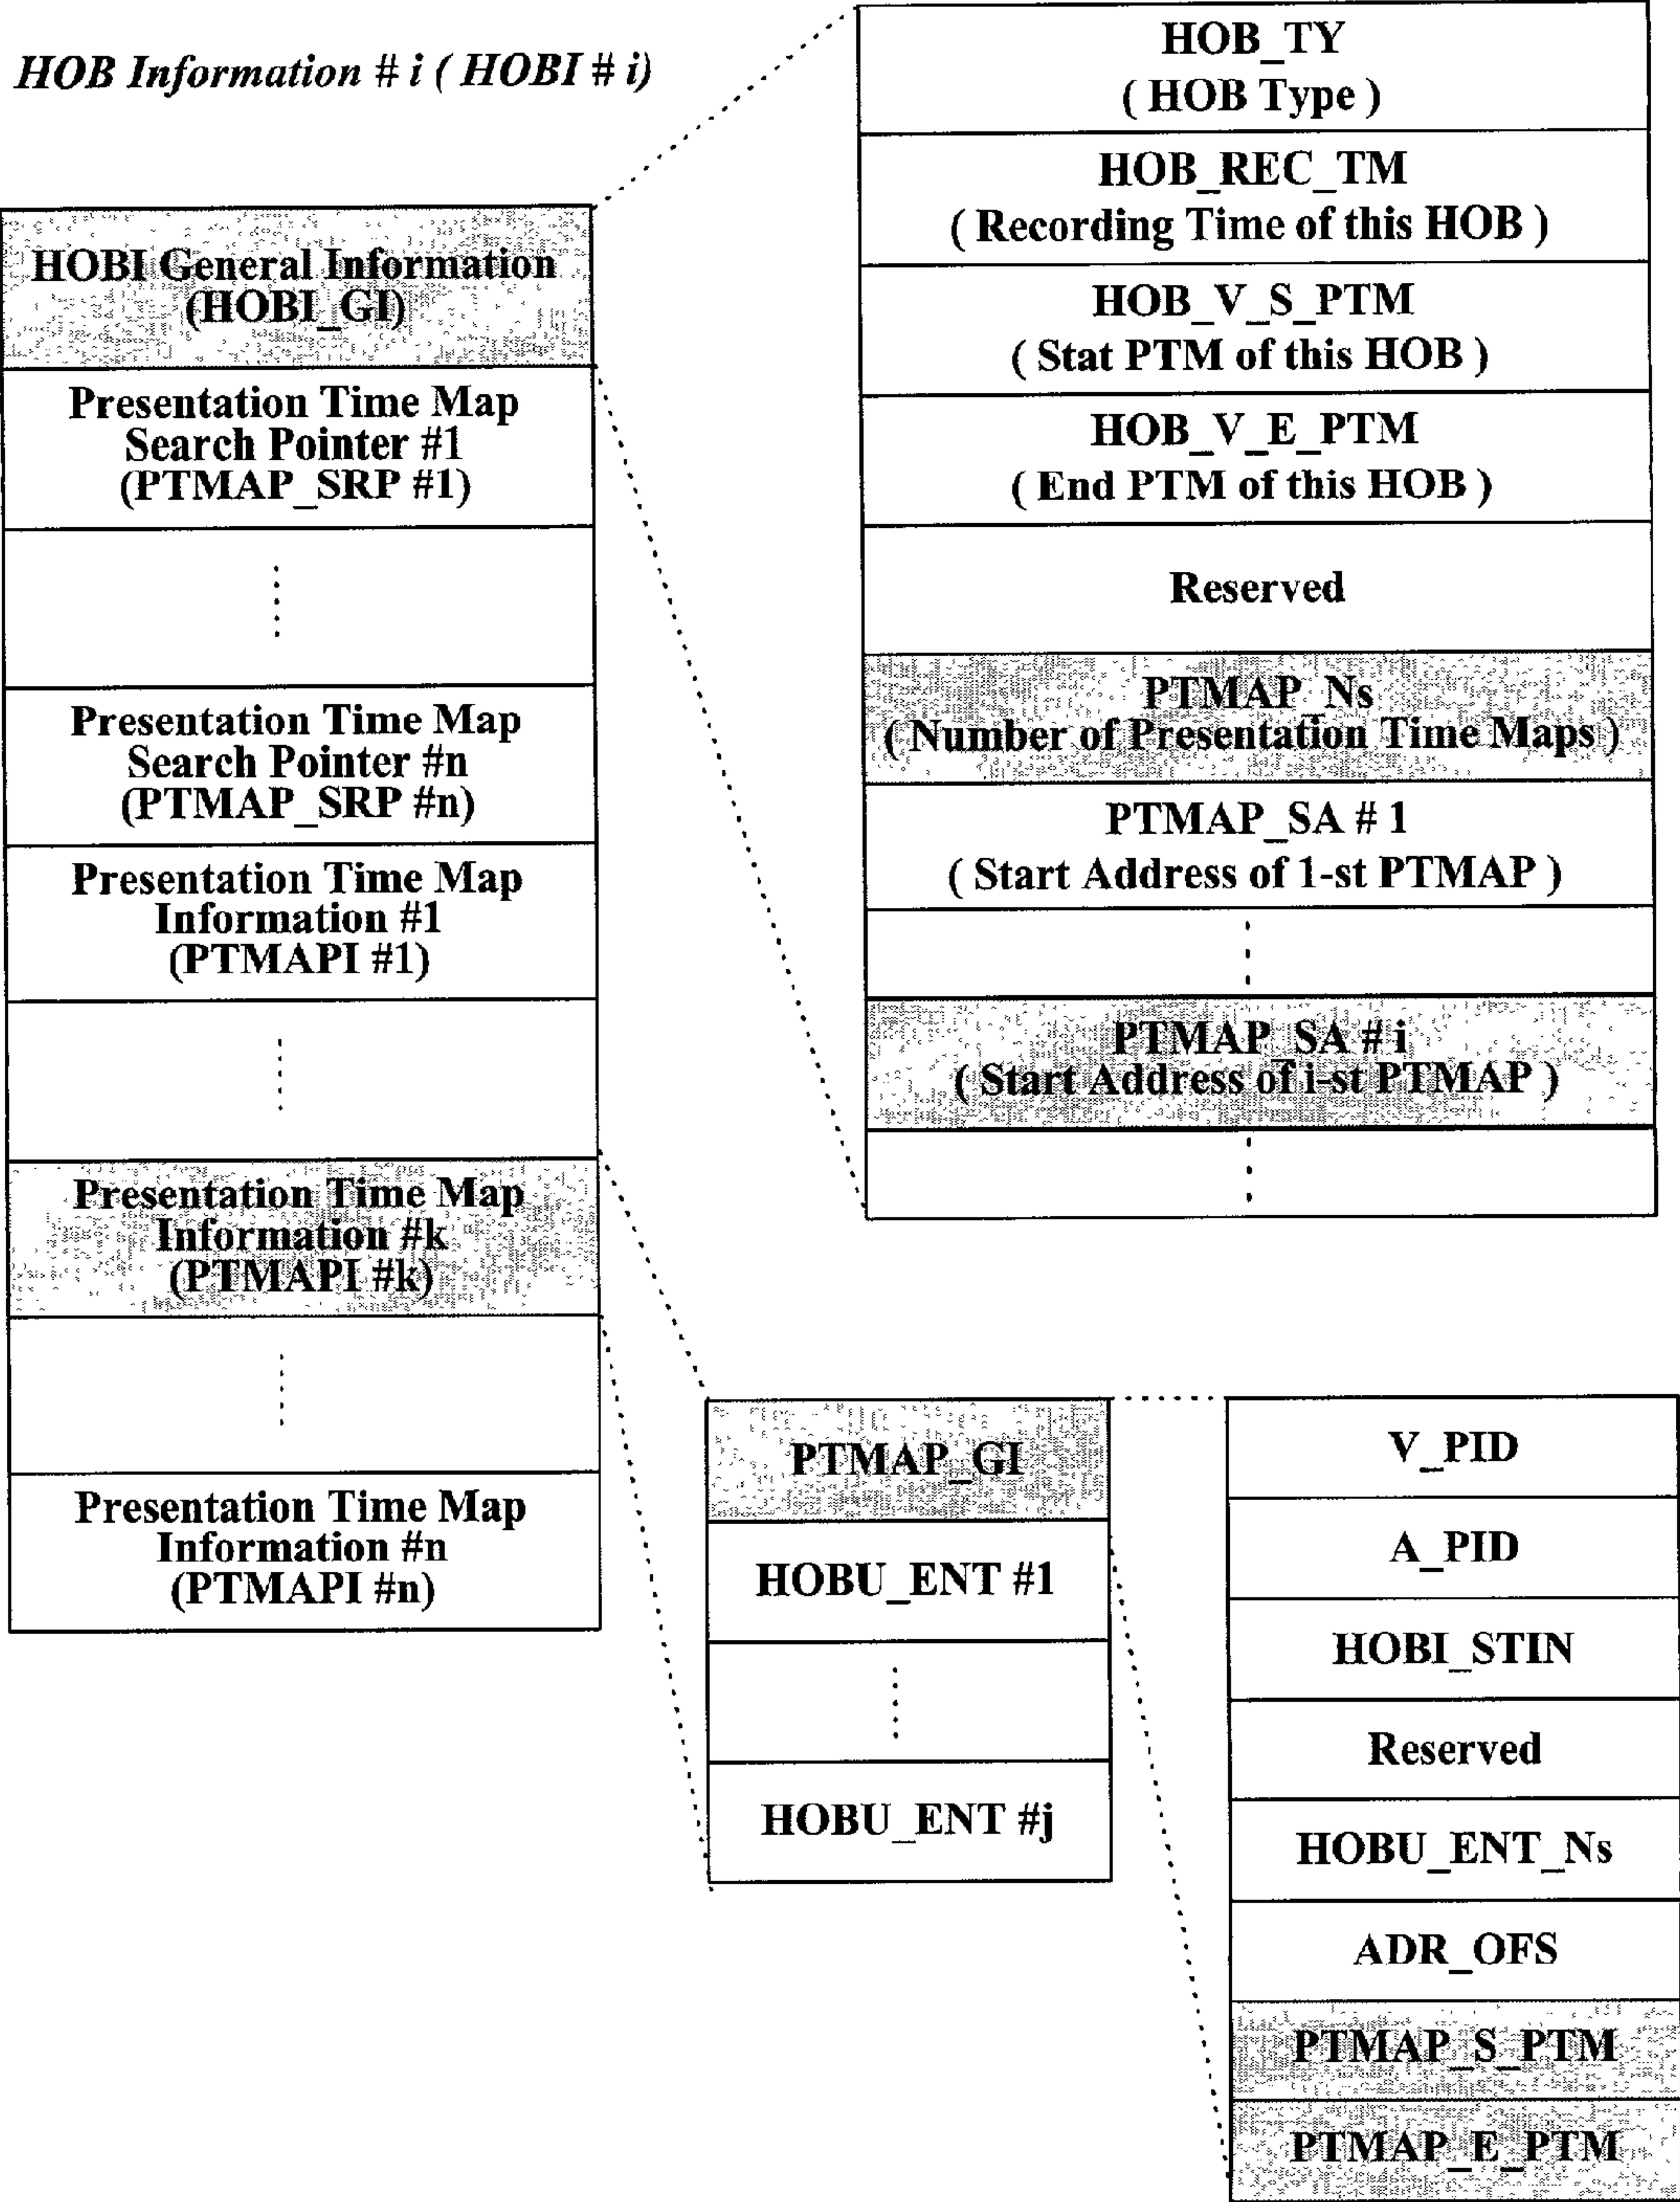 HOB Information # i ( HOBI # i)
HOBI General Information
(HOBI_GI)
Presentation Time Map
Search Pointer #1
(PTMAP_SRP #1)
Presentation Time Map
Search Pointer #n
(PTMAP_SRP #n)
Presentation Time Map
Information #1
(PTMAPI #1)
Presentation Time Map
Information #k
(PTMAPI #k)
Presentation Time Map
Information #n
(PTMAPI #n)
HOB_TY
( HOB Type )
HOB_REC_TM
( Recording Time of this HOB )
HOB_V_S_PTM
( Stat PTM of this HOB )
HOB_V_E_PTM
( End PTM of this HOB )
Reserved
PTMAP_Ns
( Number of Presentation Time Maps )
PTMAP_SA # 1
( Start Address of 1-st PTMAP )
PTMAP_SA # i
( Start Address of i-st PTMAP )
PTMAP_GI
HOBU_ENT #1
HOBU_ENT #j
V_PID
A_PID
HOBI_STIN
Reserved
HOBU_ENT_Ns
ADR_OFS
PTMAP_S_PTM
PTMAP_E_PTM